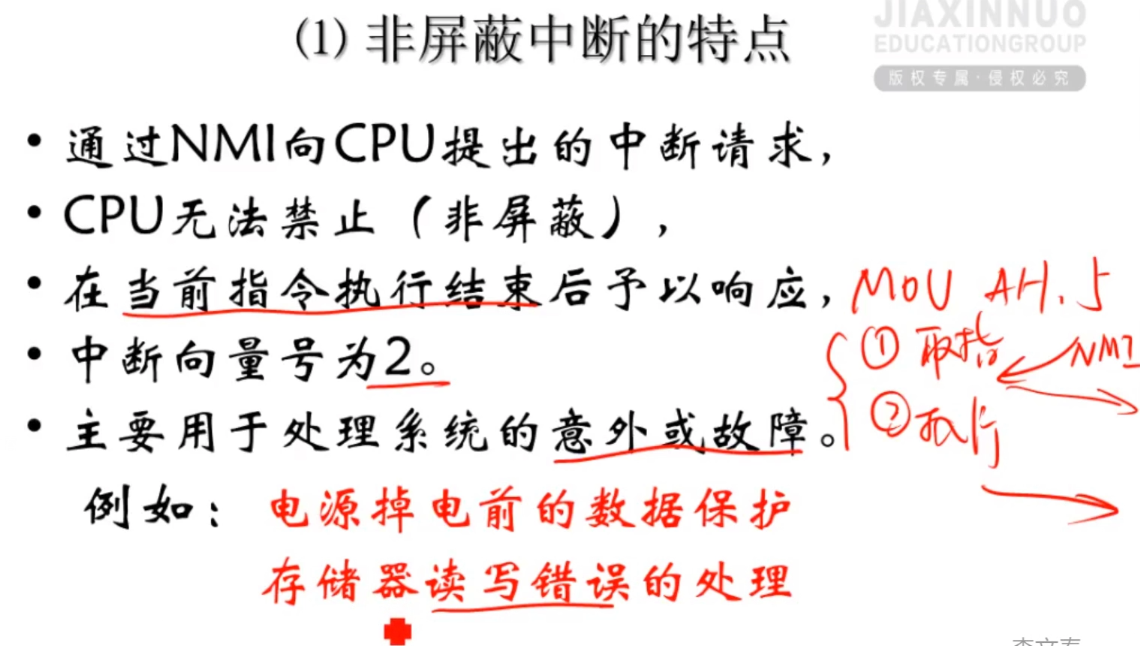 JIAXINNUO
EDUCATIONGROUP
版权专属·侵权必究
(1) 非屏蔽中断的特点
• 通过NMI向CPU提出的中断请求，
• CPU无法禁止（非屏蔽），
• 在当前指令执行结束后予以响应，
MOU AH.5
• 中断向量号为2。
① 取指
NMI
② 执行
• 主要用于处理系统的意外或故障。
例如：电源掉电前的数据保护
存储器读写错误的处理